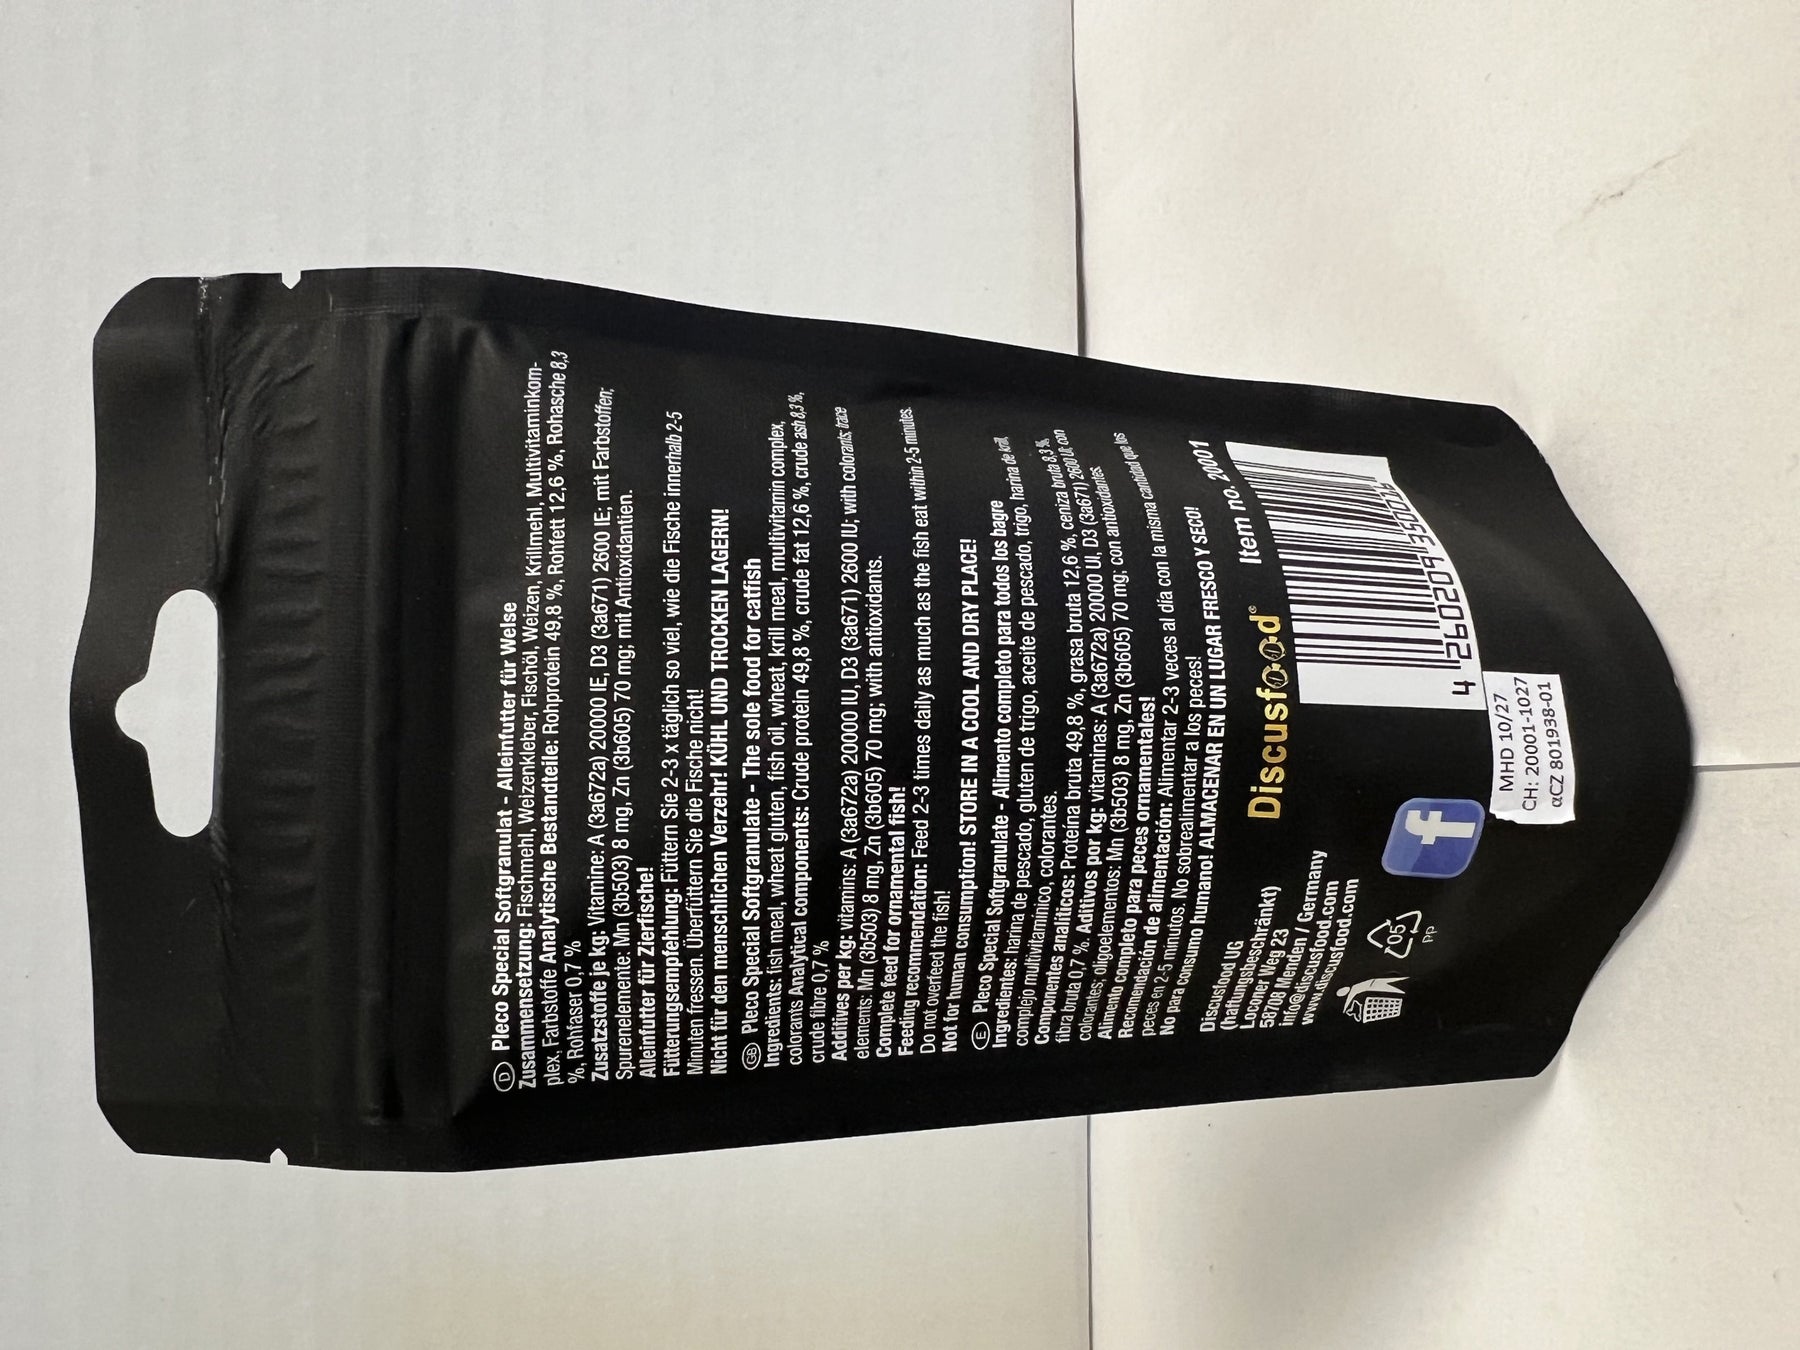 D Pleco Special Softgranulat - Alleinfutter für Welse
Zusammensetzung: Fischmehl, Weizenkleber, Fischöl, Weizen, Krillmehl, Multivitaminkom-
plex, Farbstoffe Analytische Bestandteile: Rohprotein 49,8 %, Rohfett 12,6 %, Rohasche 8,3
%, Rohfaser 0,7 %
Zusatzstoffe je kg: Vitamine: A (3a672a) 20000 IE, D3 (3a671) 2600 IE; mit Farbstoffen;
Spurenelemente: Mn (3b503) 8 mg, Zn (3b605) 70 mg; mit Antioxidantien.
Alleinfutter für Zierfische!
Fütterungsempfehlung: Füttern Sie 2-3 x täglich so viel, wie die Fische innerhalb 2-5
Minuten fressen. Überfüttern Sie die Fische nicht!
Nicht für den menschlichen Verzehr! KÜHL UND TROCKEN LAGERN!
GB Pleco Special Softgranulate - The sole food for catfish
Ingredients: fish meal, wheat gluten, fish oil, wheat, krill meal, multivitamin complex,
colorants Analytical components: Crude protein 49,8 %, crude fat 12,6 %, crude ash 8,3 %,
crude fibre 0,7 %
Additives per kg: vitamins: A (3a672a) 20000 IU, D3 (3a671) 2600 IU; with colorants; trace
elements: Mn (3b503) 8 mg, Zn (3b605) 70 mg; with antioxidants.
Complete feed for ornamental fish!
Feeding recommendation: Feed 2-3 times daily as much as the fish eat within 2-5 minutes.
Do not overfeed the fish!
Not for human consumption! STORE IN A COOL AND DRY PLACE!
E Pleco Special Softgranulate - Alimento completo para todos los bagre
Ingredientes: harina de pescado, gluten de trigo, aceite de pescado, trigo, harina de krill,
complejo multivitamínico, colorantes.
Componentes analíticos: Proteína bruta 49,8 %, grasa bruta 12,6 %, ceniza bruta 8,3 %,
fibra bruta 0,7 %. Aditivos por kg: vitaminas: A (3a672a) 20000 UI, D3 (3a671) 2600 UI; con
colorantes; oligoelementos: Mn (3b503) 8 mg, Zn (3b605) 70 mg; con antioxidantes.
Alimento completo para peces ornamentales!
Recomendación de alimentación: Alimentar 2-3 veces al día con la misma cantidad que los
peces en 2-5 minutos. No sobrealimentar a los peces!
No para consumo humano! ALMACENAR EN UN LUGAR FRESCO Y SECO!
Discusfood UG
(haftungsbeschränkt)
Looner Weg 23
58708 Menden / Germany
info@discusfood.com
www.discusfood.com
05
PP
f
Discusfood®
Item no. 20001
4 260209 350015
MHD 10/27
CH: 20001-1027
αCZ 801938-01